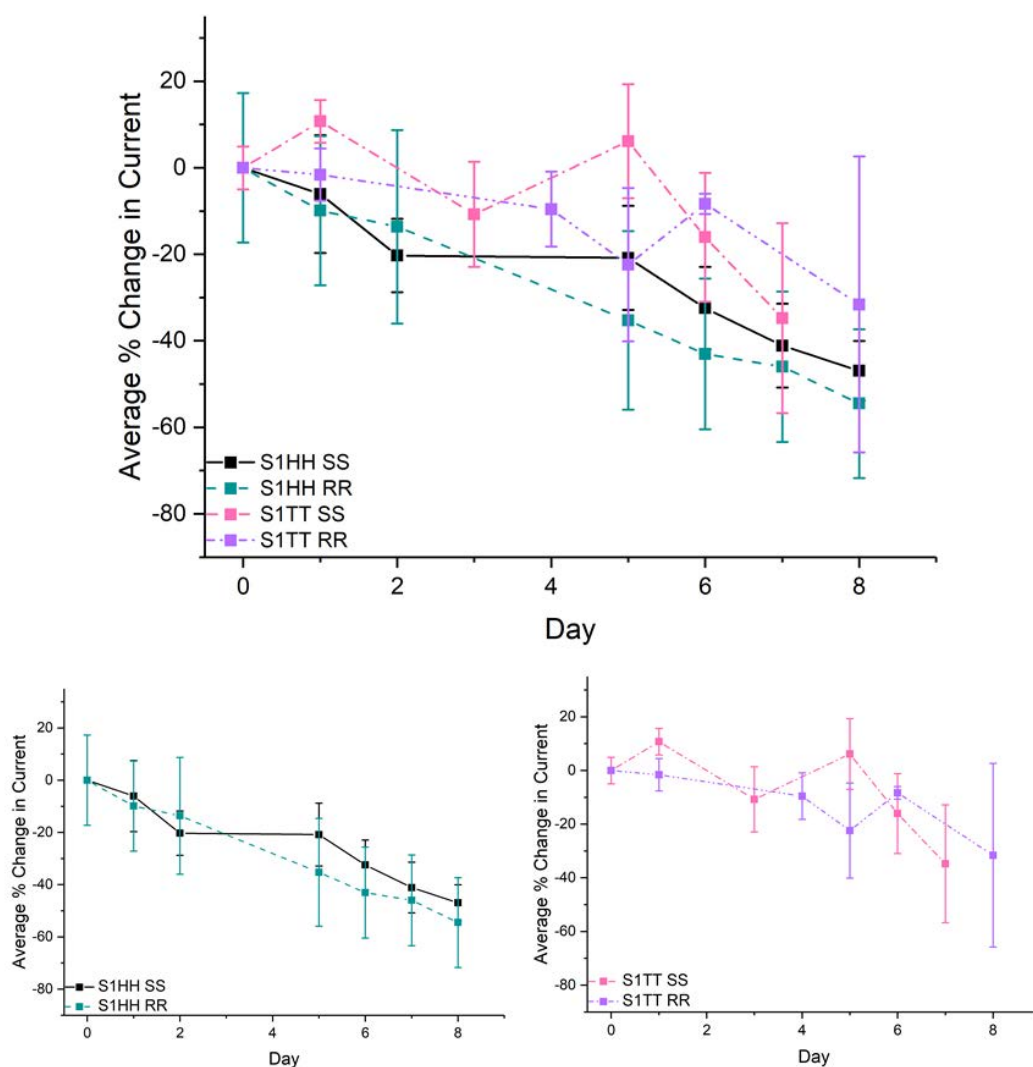 Average % Change in Current
20
0
-20
-40
-60
-80
S1HH SS
S1HH RR
S1TT SS
S1TT RR
0 2 4 6 8
Day
Average % Change in Current
20
0
-20
-40
-60
-80
S1HH SS
S1HH RR
0 2 4 6 8
Day
Average % Change in Current
20
0
-20
-40
-60
-80
S1TT SS
S1TT RR
0 2 4 6 8
Day